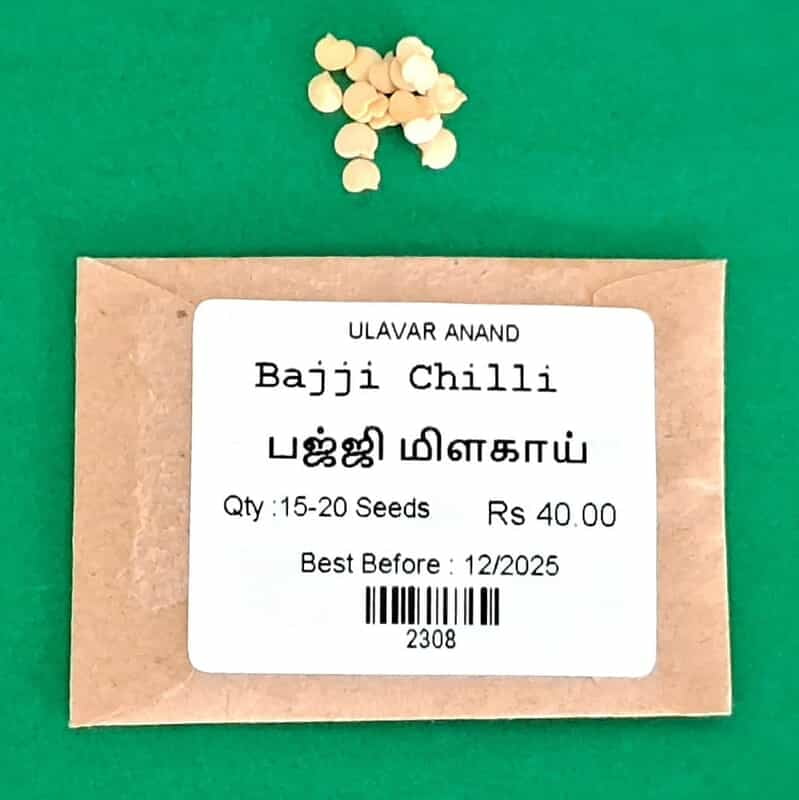 ULAVAR ANAND
Bajji Chilli
பஜ்ஜி மிளகாய்
Qty :15-20 Seeds Rs 40.00
Best Before : 12/2025
2308